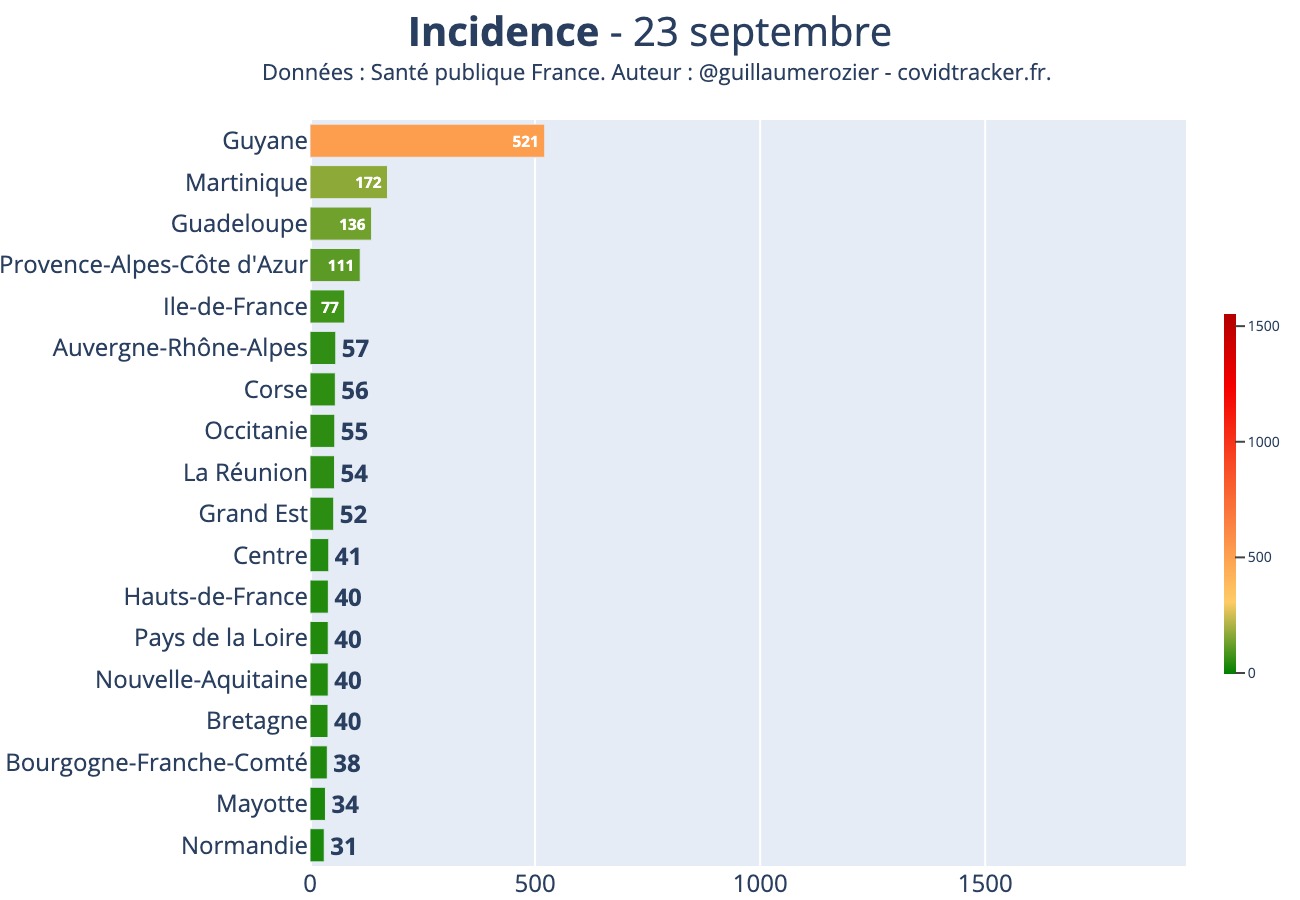 Incidence - 23 septembre
Données : Santé publique France. Auteur : @guillaumerozier - covidtracker.fr.
Guyane 521
Martinique 172
Guadeloupe 136
Provence-Alpes-Côte d'Azur 111
Ile-de-France 77
Auvergne-Rhône-Alpes 57
Corse 56
Occitanie 55
La Réunion 54
Grand Est 52
Centre 41
Hauts-de-France 40
Pays de la Loire 40
Nouvelle-Aquitaine 40
Bretagne 40
Bourgogne-Franche-Comté 38
Mayotte 34
Normandie 31
0 500 1000 1500
1500
1000
500
0